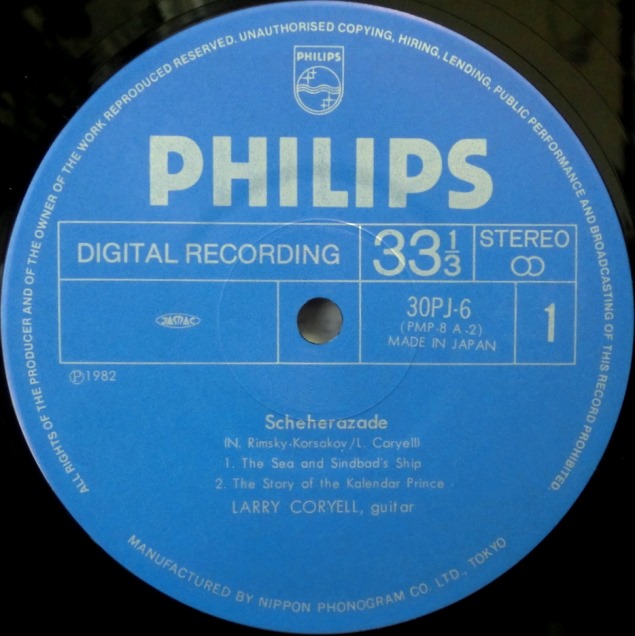 ALL RIGHTS OF THE PRODUCER AND OF THE OWNER OF THE WORK REPRODUCED RESERVED. UNAUTHORISED COPYING, HIRING, LENDING, PUBLIC PERFORMANCE AND BROADCASTING OF THIS RECORD PROHIBITED.
PHILIPS
PHILIPS
DIGITAL RECORDING
33 1/3
STEREO
JASRAC
30PJ-6
(PMP-8 A -2)
MADE IN JAPAN
1
Ⓟ1982
Scheherazade
(N. Rimsky-Korsakov/L. Coryell)
1. The Sea and Sindbad's Ship
2. The Story of the Kalendar Prince
LARRY CORYELL, guitar
MANUFACTURED BY NIPPON PHONOGRAM CO. LTD., TOKYO